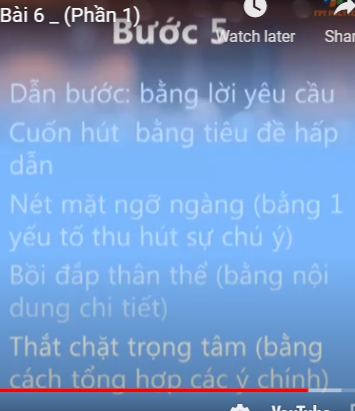 Bài 6 _ (Phần 1)
Bước 5
Watch later
Shar
Dẫn bước: bằng lời yêu cầu
Cuốn hút bằng tiêu đề hấp
dẫn
Nét mặt ngỡ ngàng (bằng 1
yếu tố thu hút sự chú ý)
Bồi đắp thân thể (bằng nội
dung chi tiết)
Thắt chặt trọng tâm (bằng
cách tổng hợp các ý chính)
YouTube